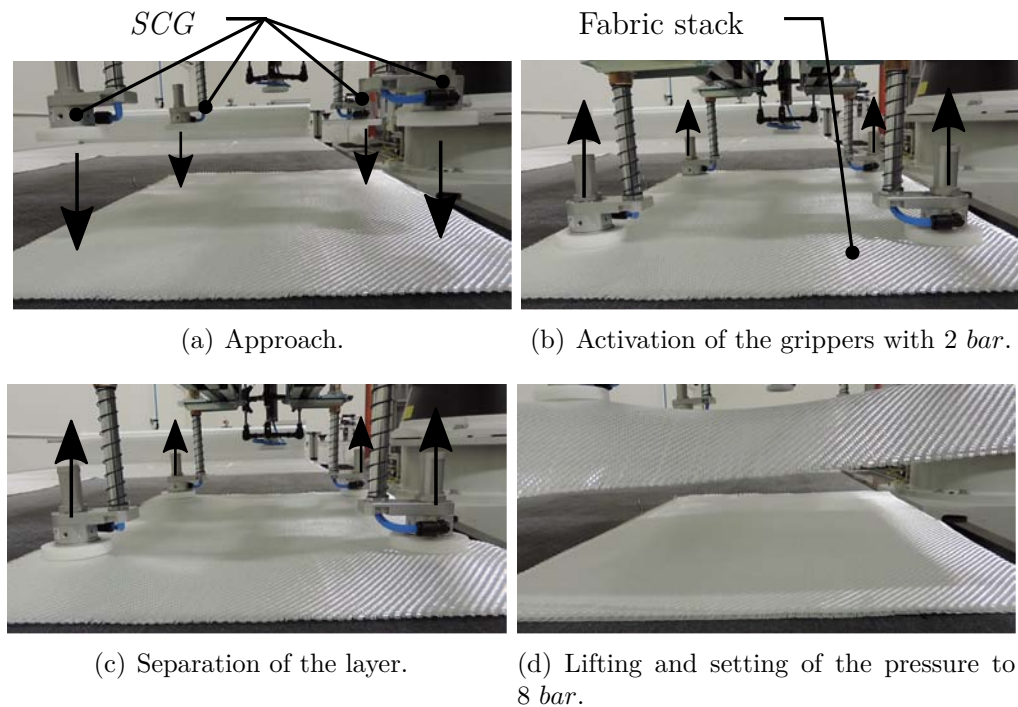 SCG
Fabric stack
(a) Approach.
(b) Activation of the grippers with 2 bar.
(c) Separation of the layer.
(d) Lifting and setting of the pressure to
8 bar.